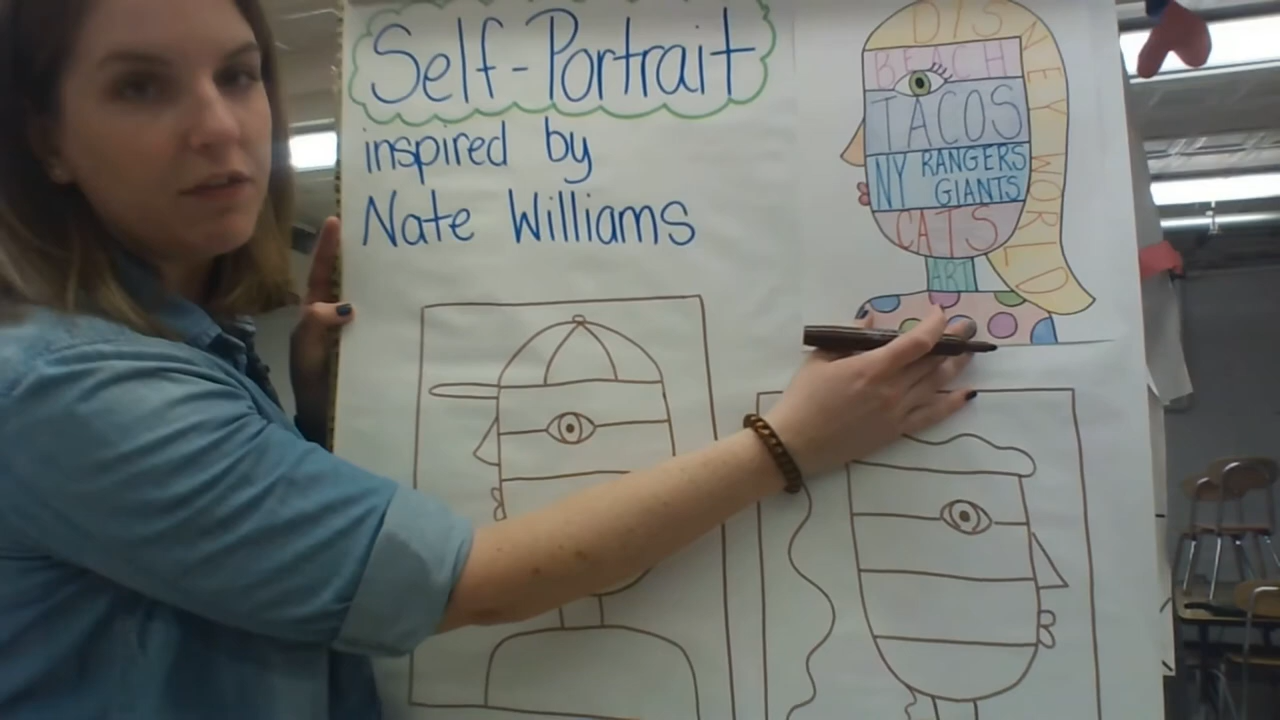 Self-Portrait
inspired by
Nate Williams
DISNEY WORLD
BEACH
TACOS
NY RANGERS
GIANTS
CATS
ART